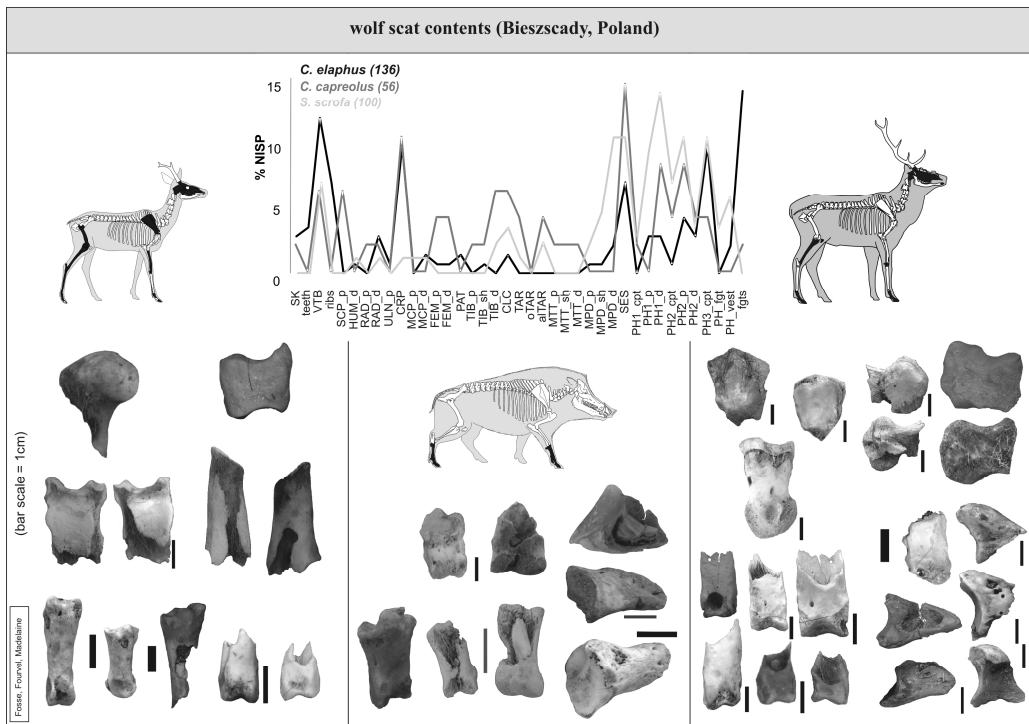 wolf scat contents (Bieszscady, Poland)
C. elaphus (136)
C. capreolus (56)
S. scrofa (100)
% NISP
15
10
5
0
SK
teeth
VTB
ribs
SCP_p
HUM_d
RAD_p
RAD_d
ULN_p
CRP
MCP_p
MCP_d
FEM_p
FEM_d
PAT
TIB_p
TIB_sh
TIB_d
CLC
TAR
oTAR
alTAR
MTT_p
MTT_sh
MTT_d
MPD_p
MPD_sh
MPD_d
SES
PH1_cpt
PH1_p
PH1_d
PH2_cpt
PH2_p
PH2_d
PH3_cpt
PH_fgt
PH_vest
fgts
(bar scale = 1cm)
Fosse, Fourvel, Madelaine